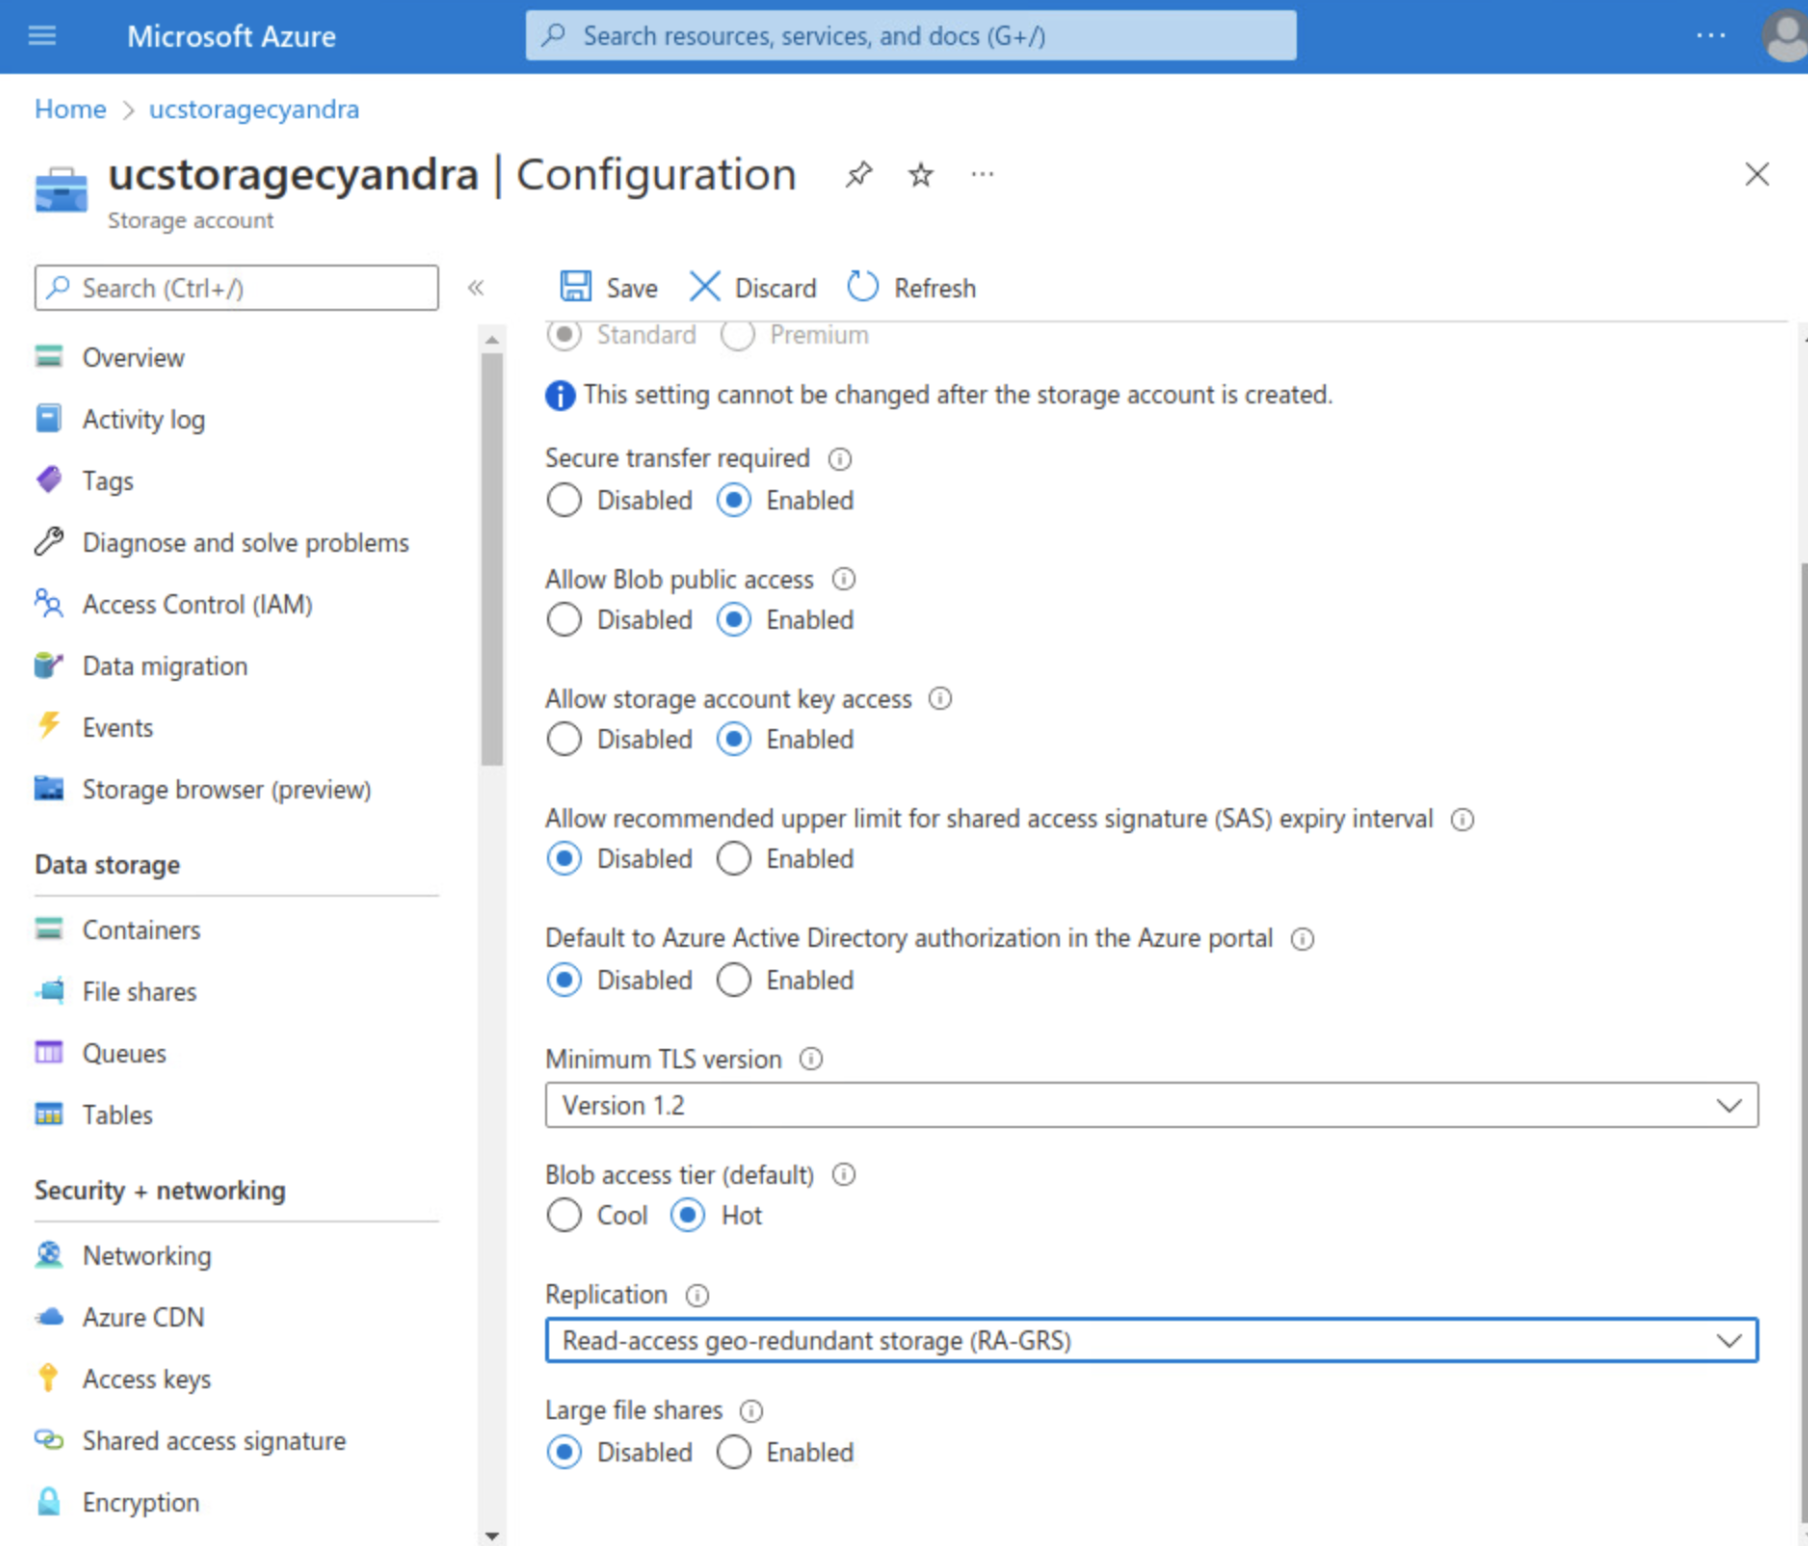 Microsoft Azure
Search resources, services, and docs (G+/)
...
Home > ucstoragecyandra
ucstoragecyandra | Configuration
...
Storage account
Search (Ctrl+/)
«
Overview
Activity log
Tags
Diagnose and solve problems
Access Control (IAM)
Data migration
Events
Storage browser (preview)
Data storage
Containers
File shares
Queues
Tables
Security + networking
Networking
Azure CDN
Access keys
Shared access signature
Encryption
Save Discard Refresh
Standard Premium
This setting cannot be changed after the storage account is created.
Secure transfer required
Disabled Enabled
Allow Blob public access
Disabled Enabled
Allow storage account key access
Disabled Enabled
Allow recommended upper limit for shared access signature (SAS) expiry interval
Disabled Enabled
Default to Azure Active Directory authorization in the Azure portal
Disabled Enabled
Minimum TLS version
Version 1.2
Blob access tier (default)
Cool Hot
Replication
Read-access geo-redundant storage (RA-GRS)
Large file shares
Disabled Enabled